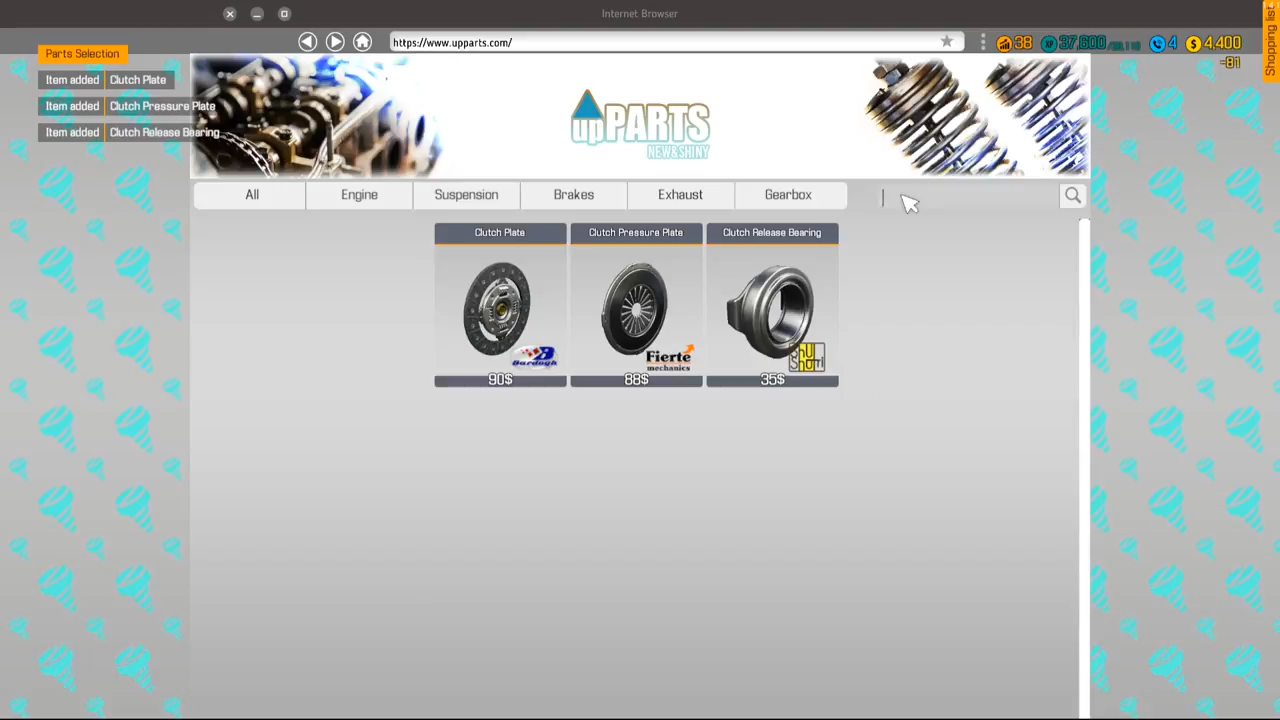 Internet Browser
https://www.upparts.com/
38
37,600
4
$ 4,400
-81
Shopping list
Parts Selection
Item added Clutch Plate
Item added Clutch Pressure Plate
Item added Clutch Release Bearing
upPARTS
NEW&SHINY
All Engine Suspension Brakes Exhaust Gearbox
Clutch Plate Clutch Pressure Plate Clutch Release Bearing
Fierte
mechanics
90$ 88$ 35$